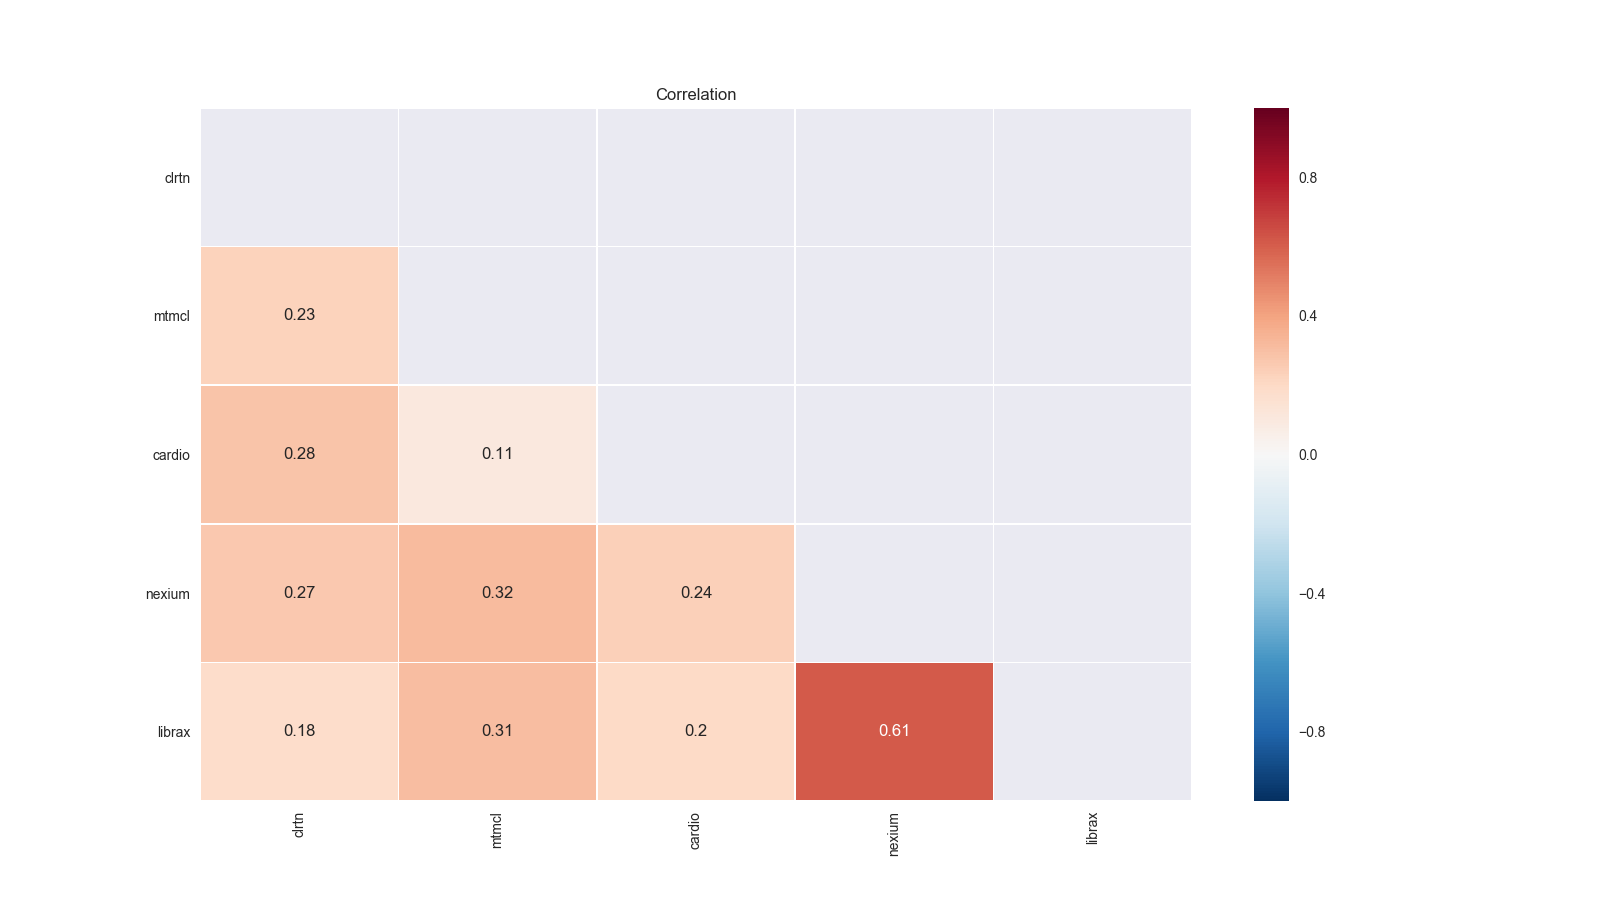 Correlation
clrtn
mtmcl
cardio
nexium
librax
0.23
0.28 0.11
0.27 0.32 0.24
0.18 0.31 0.2 0.61
clrtn
mtmcl
cardio
nexium
librax
0.8
0.4
0.0
−0.4
−0.8